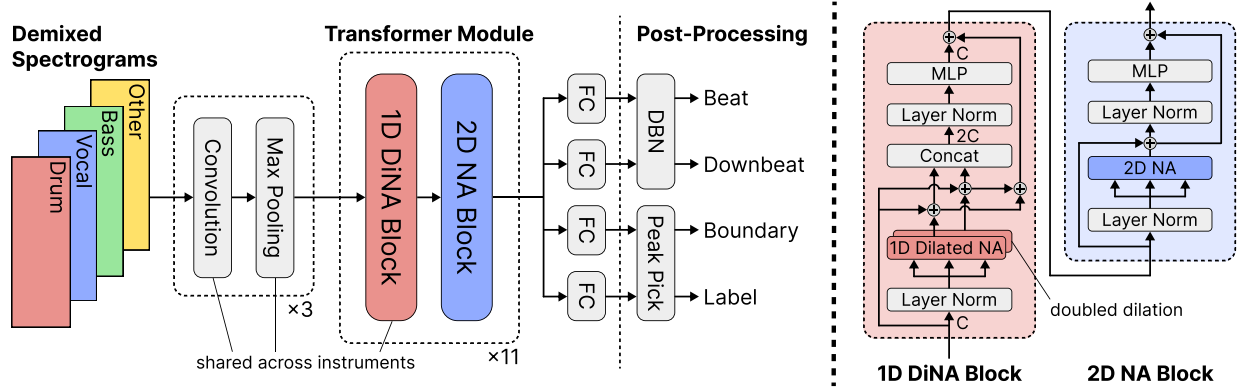 Demixed
Spectrograms
Other
Bass
Vocal
Drum
Convolution
Max Pooling
×3
shared across instruments
Transformer Module
1D DiNA Block
2D NA Block
×11
FC
FC
FC
FC
Post-Processing
DBN
Peak Pick
Beat
Downbeat
Boundary
Label
C
MLP
Layer Norm
2C
Concat
1D Dilated NA
Layer Norm
C
doubled dilation
1D DiNA Block
MLP
Layer Norm
2D NA
Layer Norm
2D NA Block